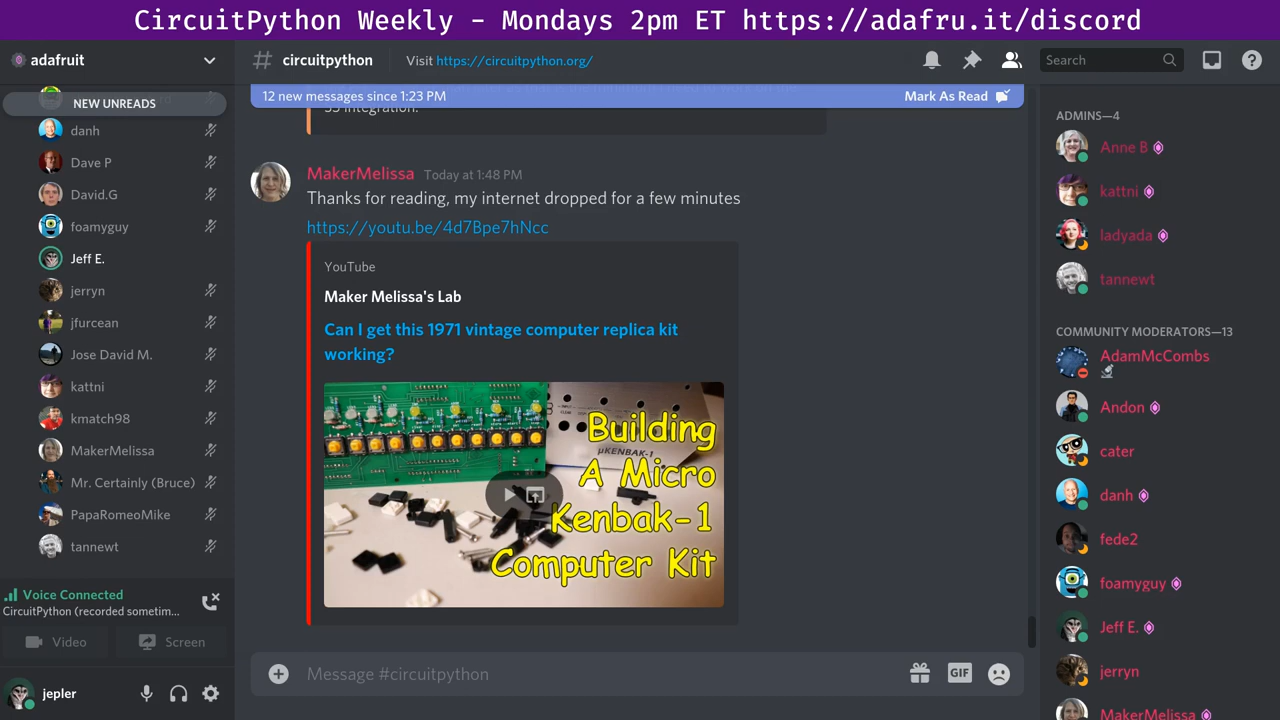 CircuitPython Weekly - Mondays 2pm ET https://adafru.it/discord
adafruit
circuitpython
Visit https://circuitpython.org/
Search
NEW UNREADS
danh
Dave P
David.G
foamyguy
Jeff E.
jerryn
jfurcean
Jose David M.
kattni
kmatch98
MakerMelissa
Mr. Certainly (Bruce)
PapaRomeoMike
tannewt
Voice Connected
CircuitPython (recorded sometim...
Video
Screen
jepler
12 new messages since 1:23 PM
Mark As Read
MakerMelissa Today at 1:48 PM
Thanks for reading, my internet dropped for a few minutes
https://youtu.be/4d7Bpe7hNcc
YouTube
Maker Melissa's Lab
Can I get this 1971 vintage computer replica kit
working?
µKENBAK-1
Building
A Micro
Kenbak-1
Computer Kit
Message #circuitpython
GIF
ADMINS—4
Anne B
kattni
ladyada
tannewt
COMMUNITY MODERATORS—13
AdamMcCombs
Andon
cater
danh
fede2
foamyguy
Jeff E.
jerryn
MakerMelissa